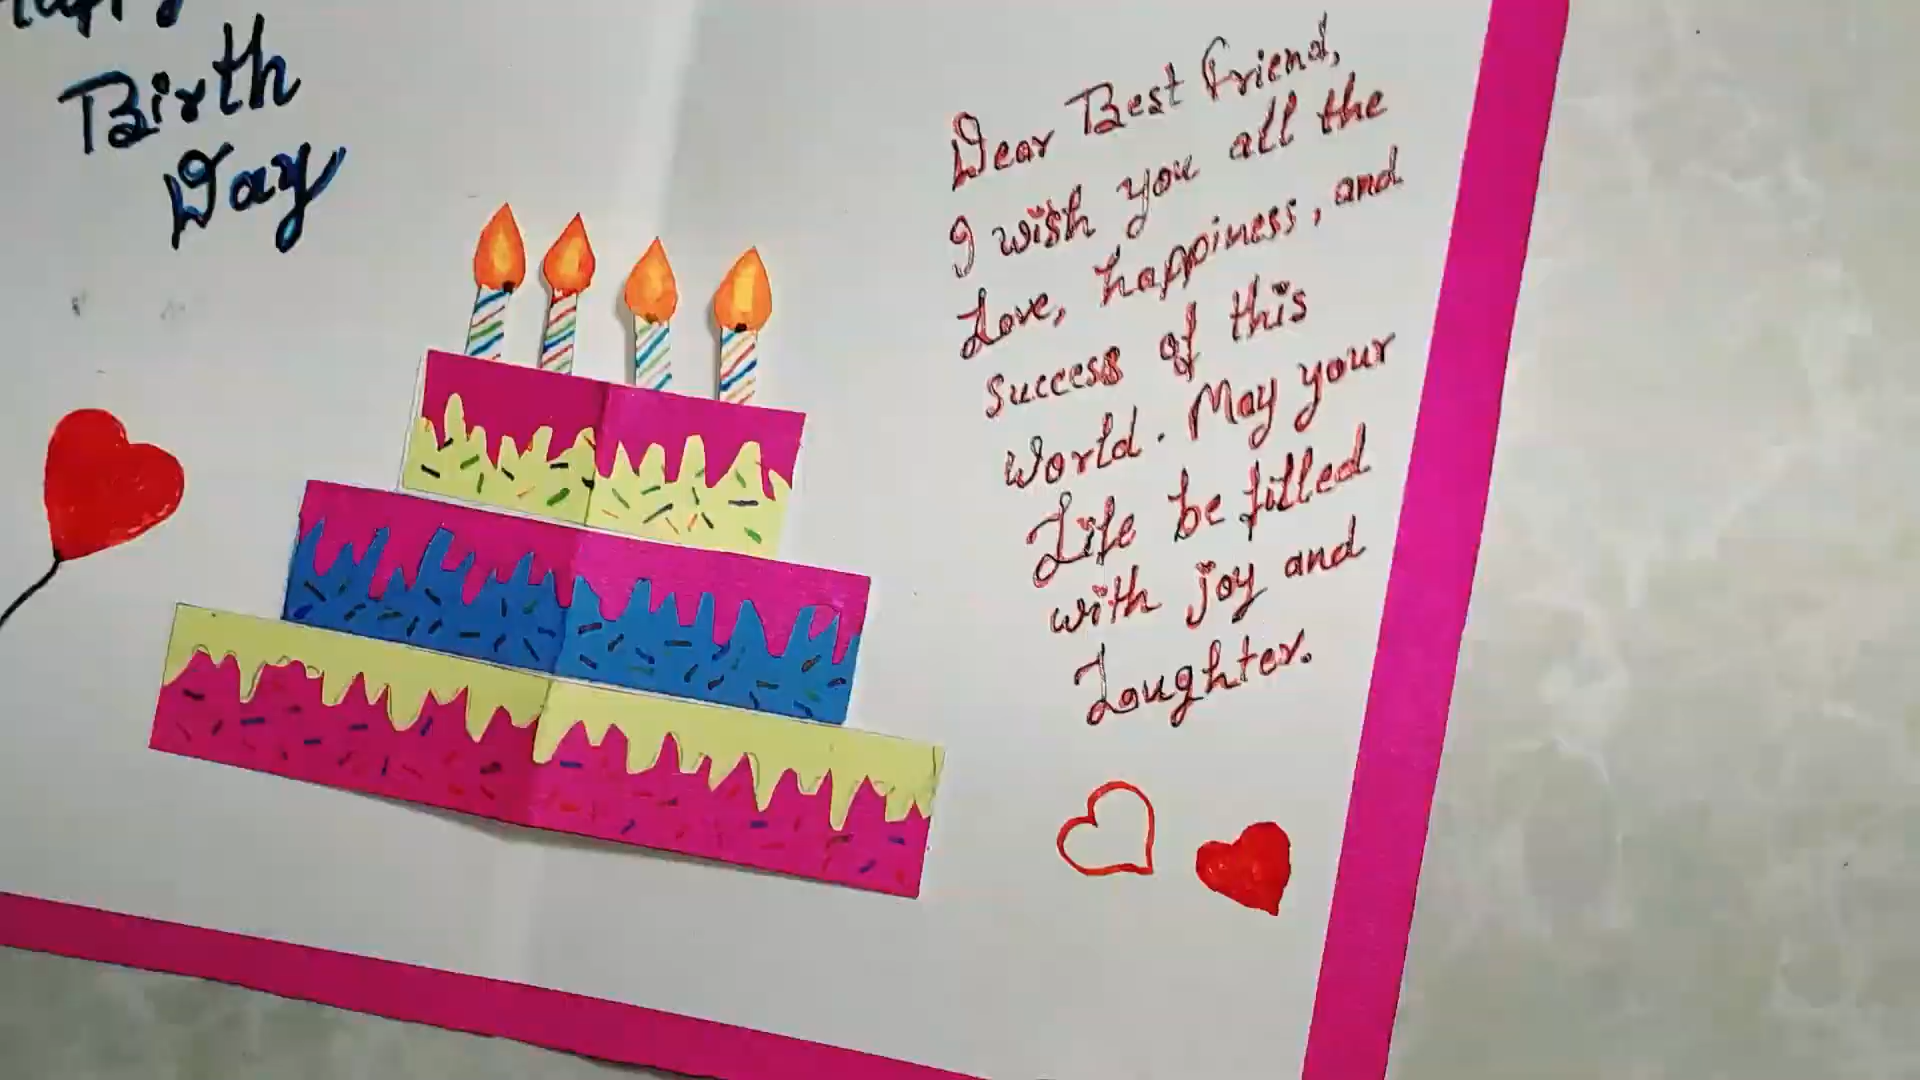 Happy
Birth
Day
Dear Best Friend,
I wish you all the
Love, happiness, and
success of this
World. May your
Life be filled
with joy and
Laughter.